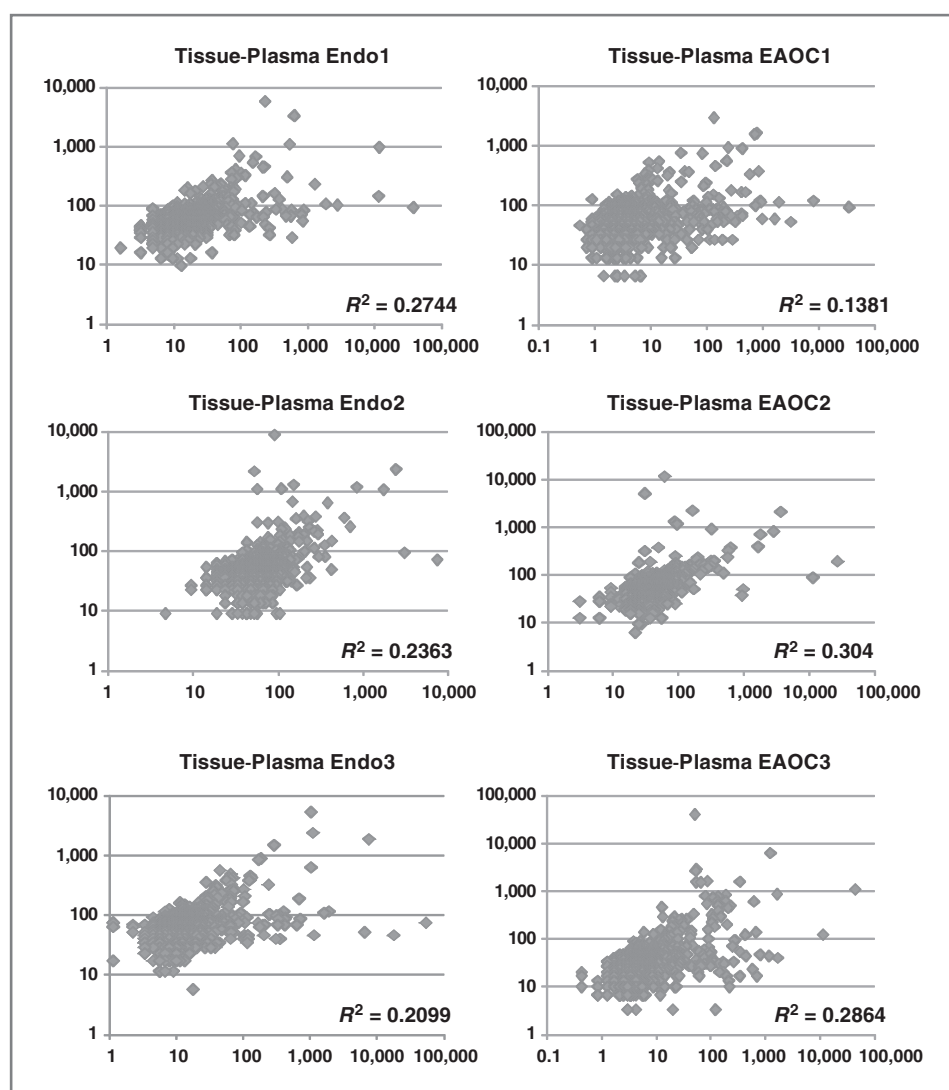 Tissue-Plasma Endo1
10,000
1,000
100
10
1
R² = 0.2744
1 10 100 1,000 10,000 100,000
Tissue-Plasma EAOC1
10,000
1,000
100
10
1
R² = 0.1381
0.1 1 10 100 1,000 10,000 100,000
Tissue-Plasma Endo2
10,000
1,000
100
10
1
R² = 0.2363
1 10 100 1,000 10,000
Tissue-Plasma EAOC2
100,000
10,000
1,000
100
10
1
R² = 0.304
1 10 100 1,000 10,000 100,000
Tissue-Plasma Endo3
10,000
1,000
100
10
1
R² = 0.2099
1 10 100 1,000 10,000 100,000
Tissue-Plasma EAOC3
100,000
10,000
1,000
100
10
1
R² = 0.2864
0.1 1 10 100 1,000 10,000 100,000